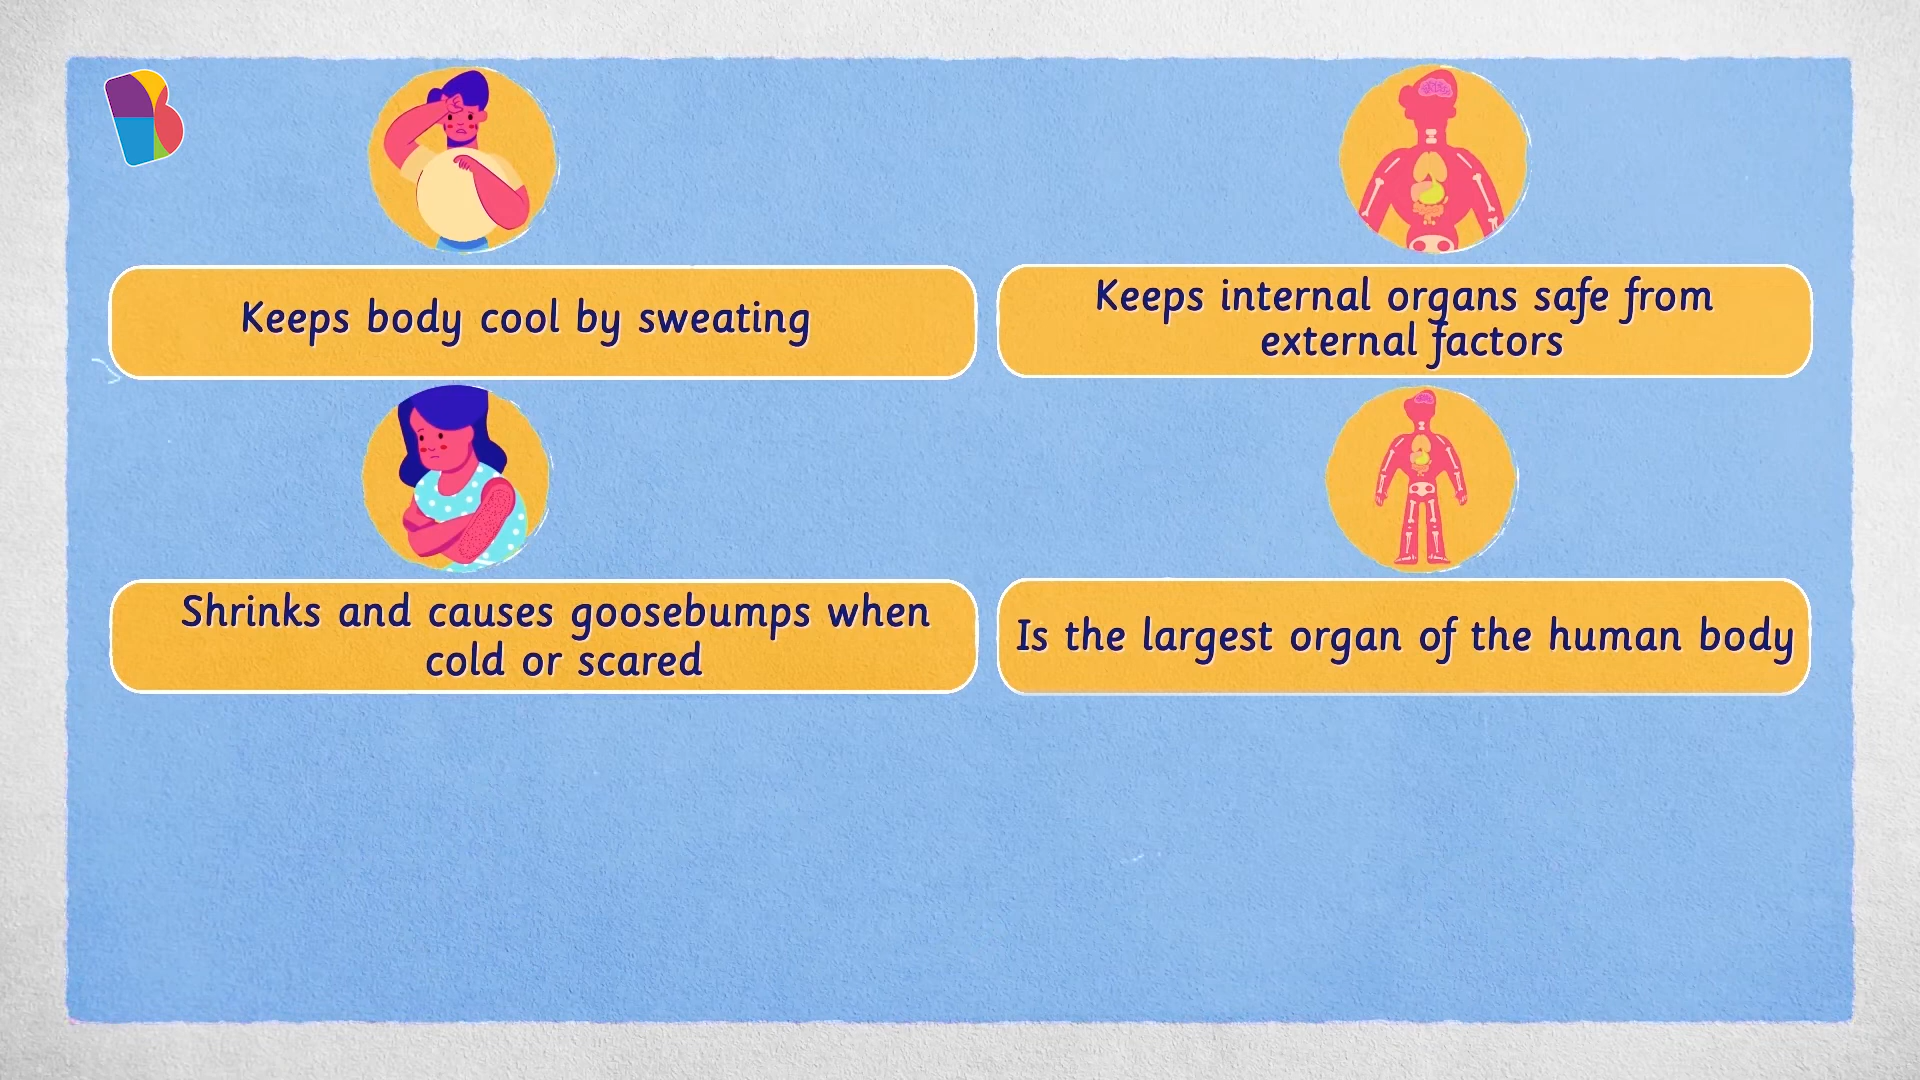 Keeps body cool by sweating
Keeps internal organs safe from
external factors
Shrinks and causes goosebumps when
cold or scared
Is the largest organ of the human body